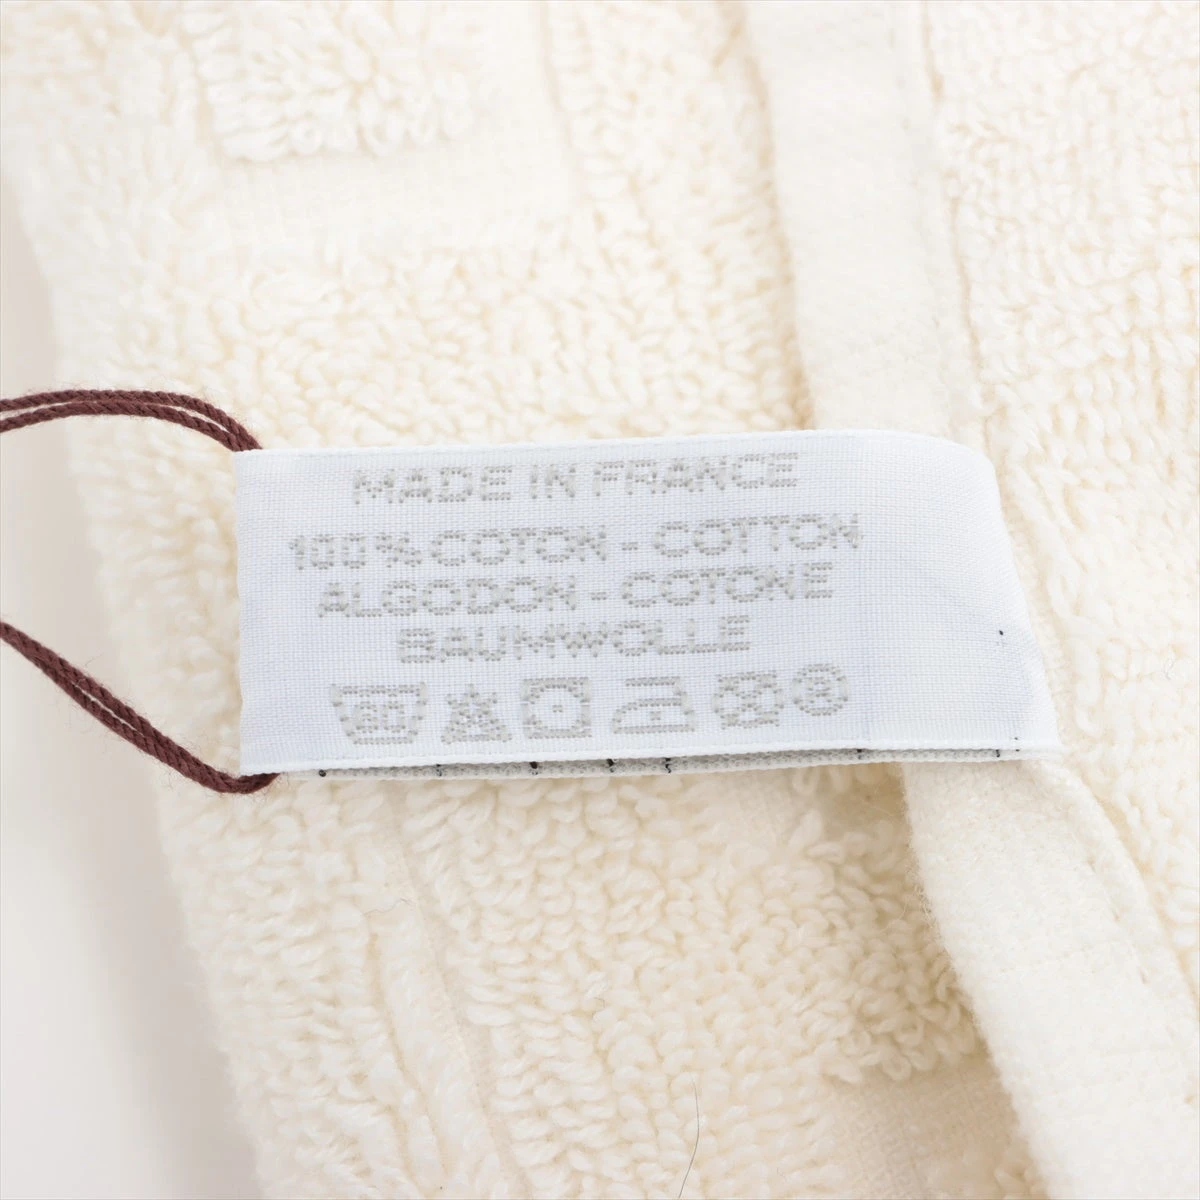 MADE IN FRANCE
100% COTON - COTTON
ALGODON - COTONE
BAUMWOLLE